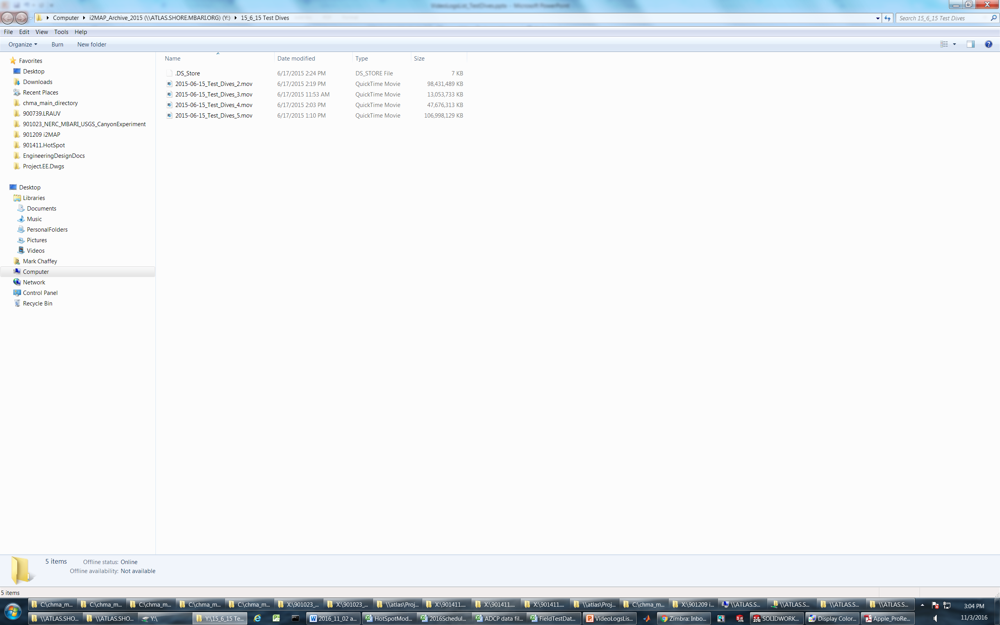 VideoLogsList_TestDives.pptx - Microsoft PowerPoint
Computer i2MAP_Archive_2015 (\\ATLAS.SHORE.MBARI.ORG) (Y:) 15_6_15 Test Dives
Search 15_6_15 Test Dives
File Edit View Tools Help
Organize Burn New folder
Favorites
Desktop
Downloads
Recent Places
chma_main_directory
900739.LRAUV
901023_NERC_MBARI_USGS_CanyonExperiment
901209 i2MAP
901411.HotSpot
EngineeringDesignDocs
Project.EE.Dwgs
Desktop
Libraries
Documents
Music
PersonalFolders
Pictures
Videos
Mark Chaffey
Computer
Network
Control Panel
Recycle Bin
Name Date modified Type Size
.DS_Store 6/17/2015 2:24 PM DS_STORE File 7 KB
2015-06-15_Test_Dives_2.mov 6/17/2015 2:19 PM QuickTime Movie 98,431,489 KB
2015-06-15_Test_Dives_3.mov 6/17/2015 11:53 AM QuickTime Movie 13,053,733 KB
2015-06-15_Test_Dives_4.mov 6/17/2015 2:03 PM QuickTime Movie 47,676,313 KB
2015-06-15_Test_Dives_5.mov 6/17/2015 1:10 PM QuickTime Movie 106,998,129 KB
5 items Offline status: Online
Offline availability: Not available
5 items
C:\chma_m... C:\chma_m... C:\chma_m... C:\chma_m... C:\chma_m... X:\901023_... X:\901023_... \\atlas\Proj... X:\901411.... X:\901411.... X:\901411.... \\atlas\Proj... C:\chma_m... X:\901209 i... \\ATLAS.S... \\ATLAS.S... \\ATLAS.S... \\ATLAS.S... 3:04 PM
\\ATLAS.SHO... \\ATLAS.SHO... Y:\ Y:\15_6_15 Te... 2016_11_02 a... HotSpotMod... 2016Schedul... ADCP data fil... FieldTestDat... VideoLogsLis... Zimbra: Inbo... SOLIDWORK... Display Color... Apple_ProRe... 11/3/2016